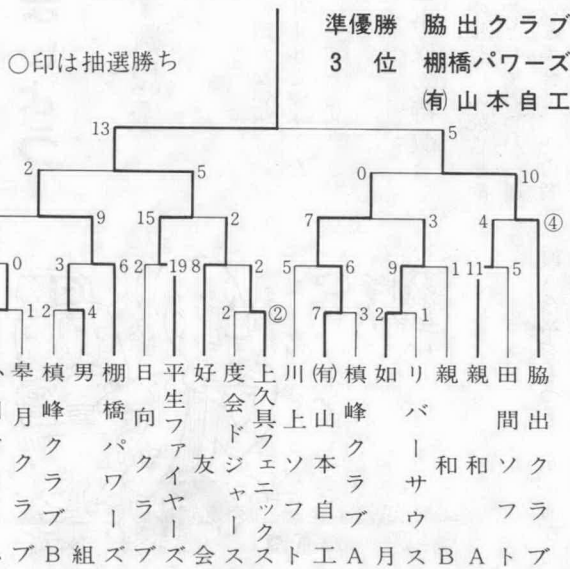 準優勝 脇出クラブ
○印は抽選勝ち
3位 棚橋パワーズ
㈲山本自工
13 5
2 5 0 10
9 15 2 7 3 4 ④
0 3 6 2 19 8 2 5 6 9 1 11 5
1 2 4 2 ② 7 3 2 1
皐月クラブ
槙峰クラブB
男組
棚橋パワーズ
日向クラブ
平生ファイヤーズ
好友会
度会ドジャース
上久具フェニックス
川上ソフト
㈲山本自工
槙峰クラブA
如月
リバーサウス
親和B
親和A
田間ソフト
脇出クラブ